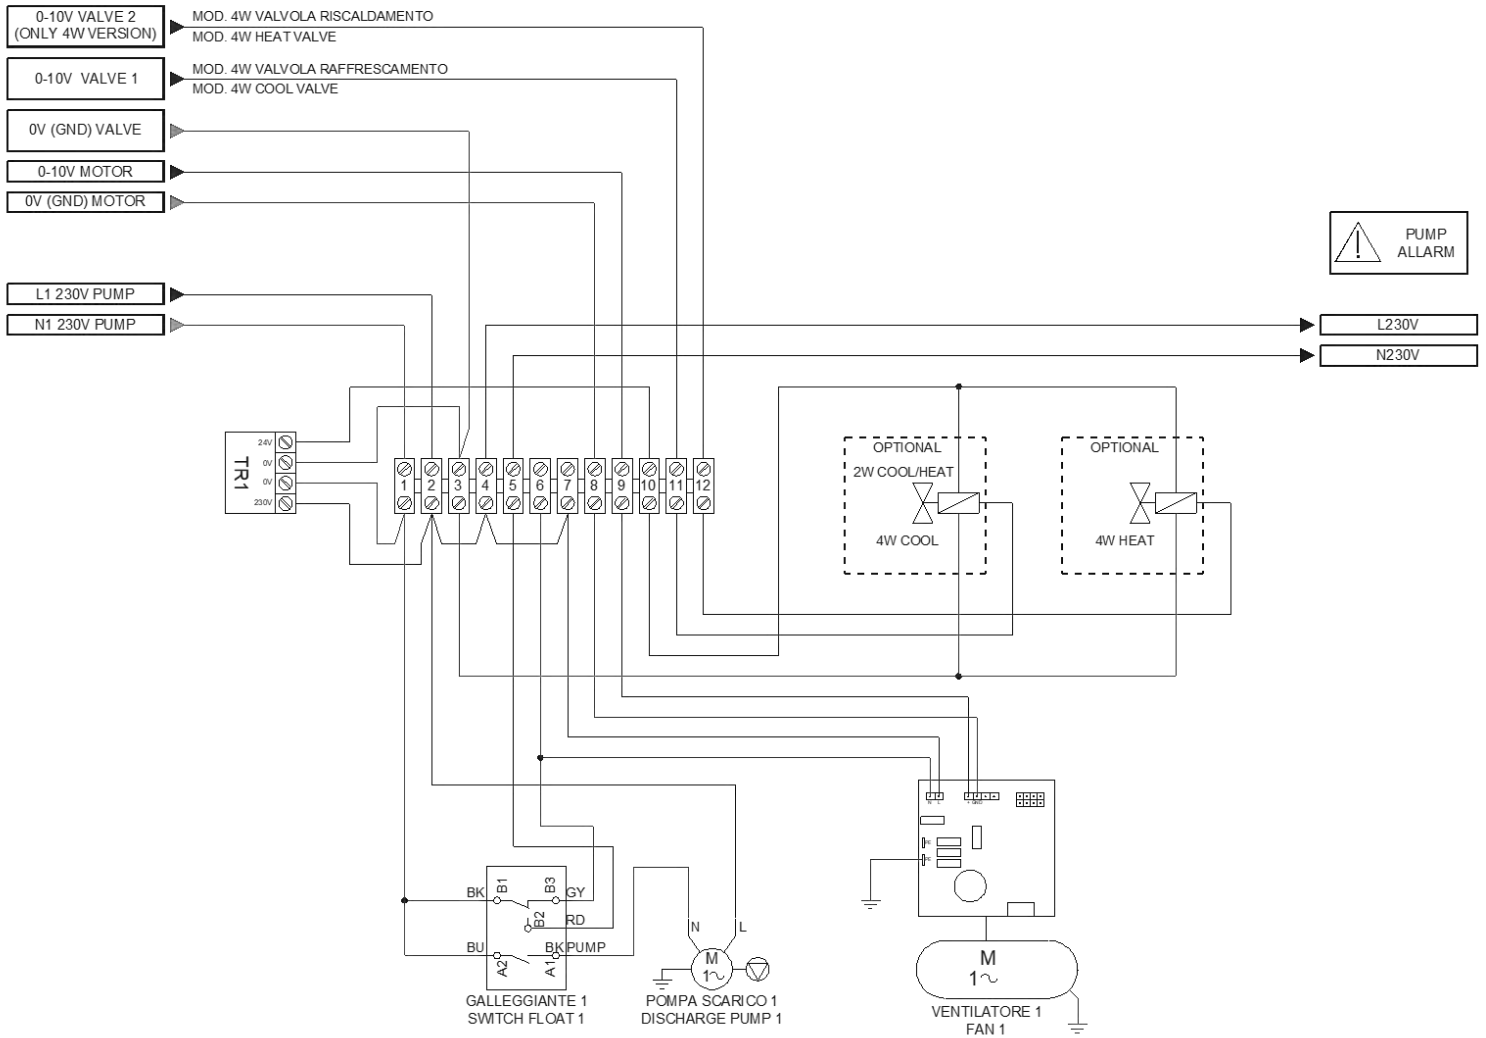 0-10V VALVE 2
(ONLY 4W VERSION)
MOD. 4W VALVOLA RISCALDAMENTO
MOD. 4W HEAT VALVE
0-10V VALVE 1
MOD. 4W VALVOLA RAFFRESCAMENTO
MOD. 4W COOL VALVE
0V (GND) VALVE
0-10V MOTOR
0V (GND) MOTOR
PUMP
ALLARM
L1 230V PUMP
N1 230V PUMP
L230V
N230V
TR1
24V
0V
0V
230V
1 2 3 4 5 6 7 8 9 10 11 12
OPTIONAL
2W COOL/HEAT
4W COOL
OPTIONAL
4W HEAT
N L
+ GND
PE
PE
BK B1 B3 GY
B2 RD
BU A2 A1 BK PUMP
N L
M
1~
GALLEGGIANTE 1
SWITCH FLOAT 1
POMPA SCARICO 1
DISCHARGE PUMP 1
M
1~
VENTILATORE 1
FAN 1